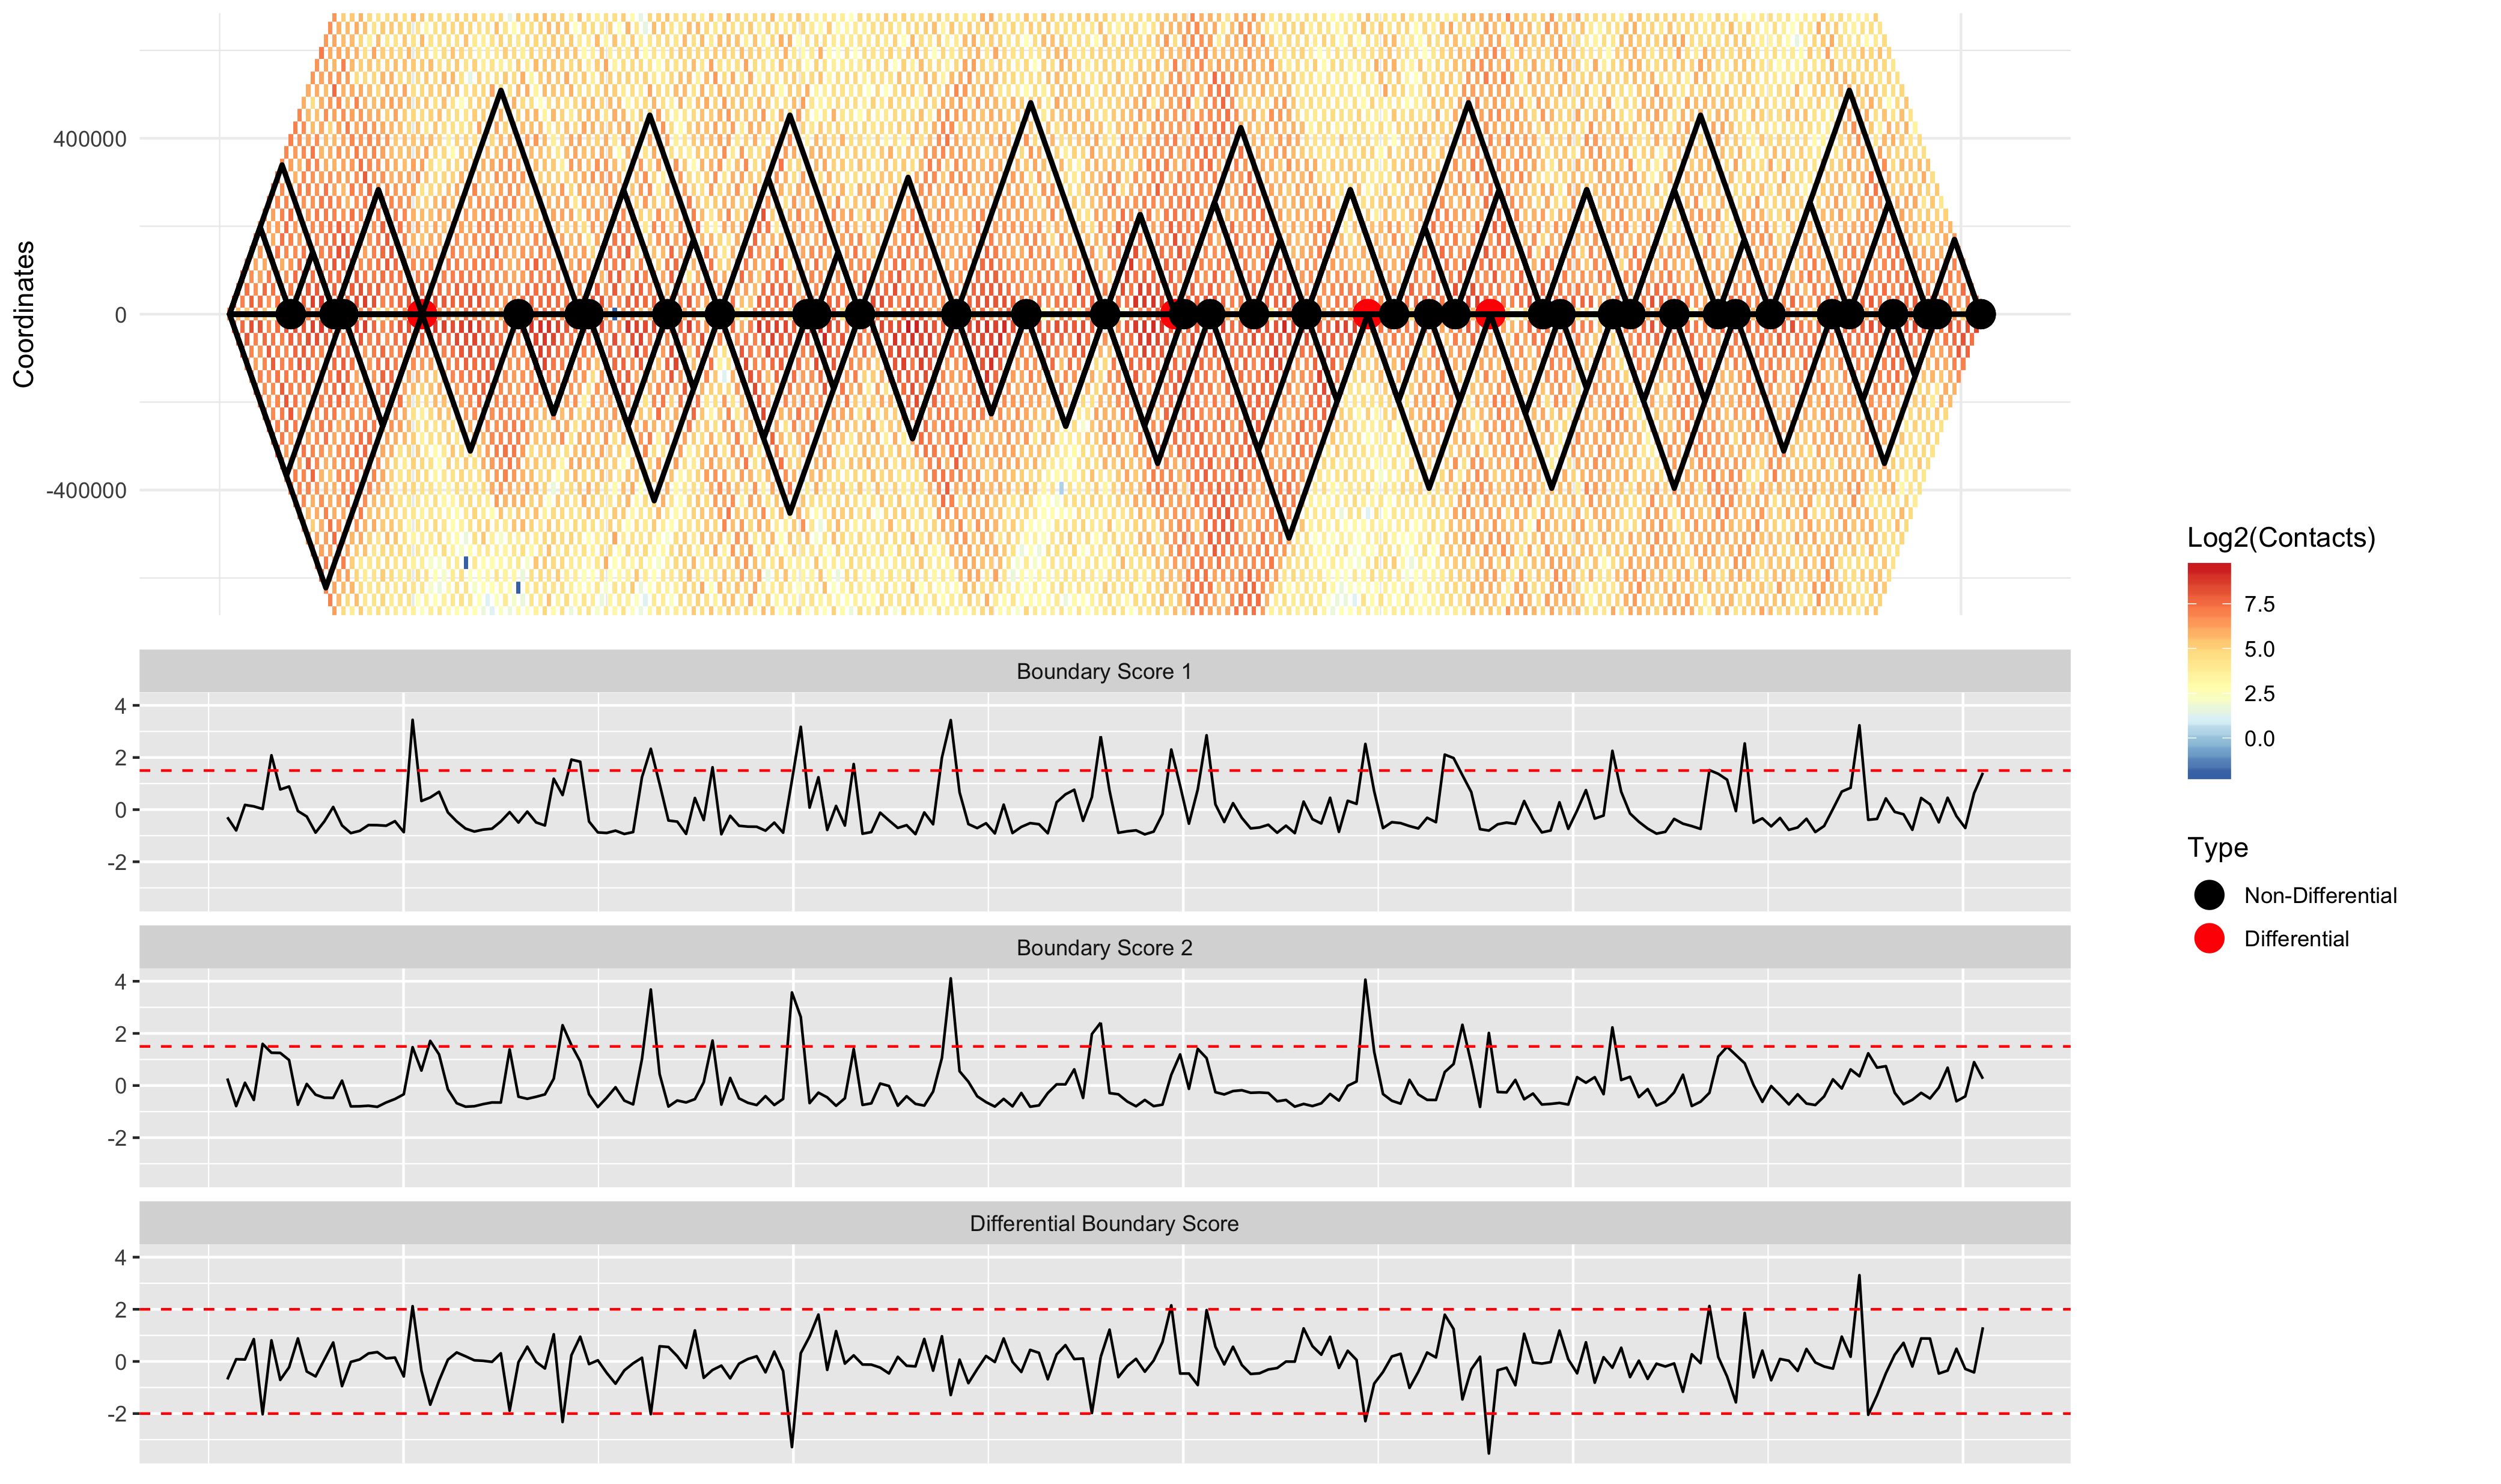 Coordinates
400000
0
-400000
Boundary Score 1
4
2
0
-2
Boundary Score 2
4
2
0
-2
Differential Boundary Score
4
2
0
-2
Log2(Contacts)
7.5
5.0
2.5
0.0
Type
Non-Differential
Differential